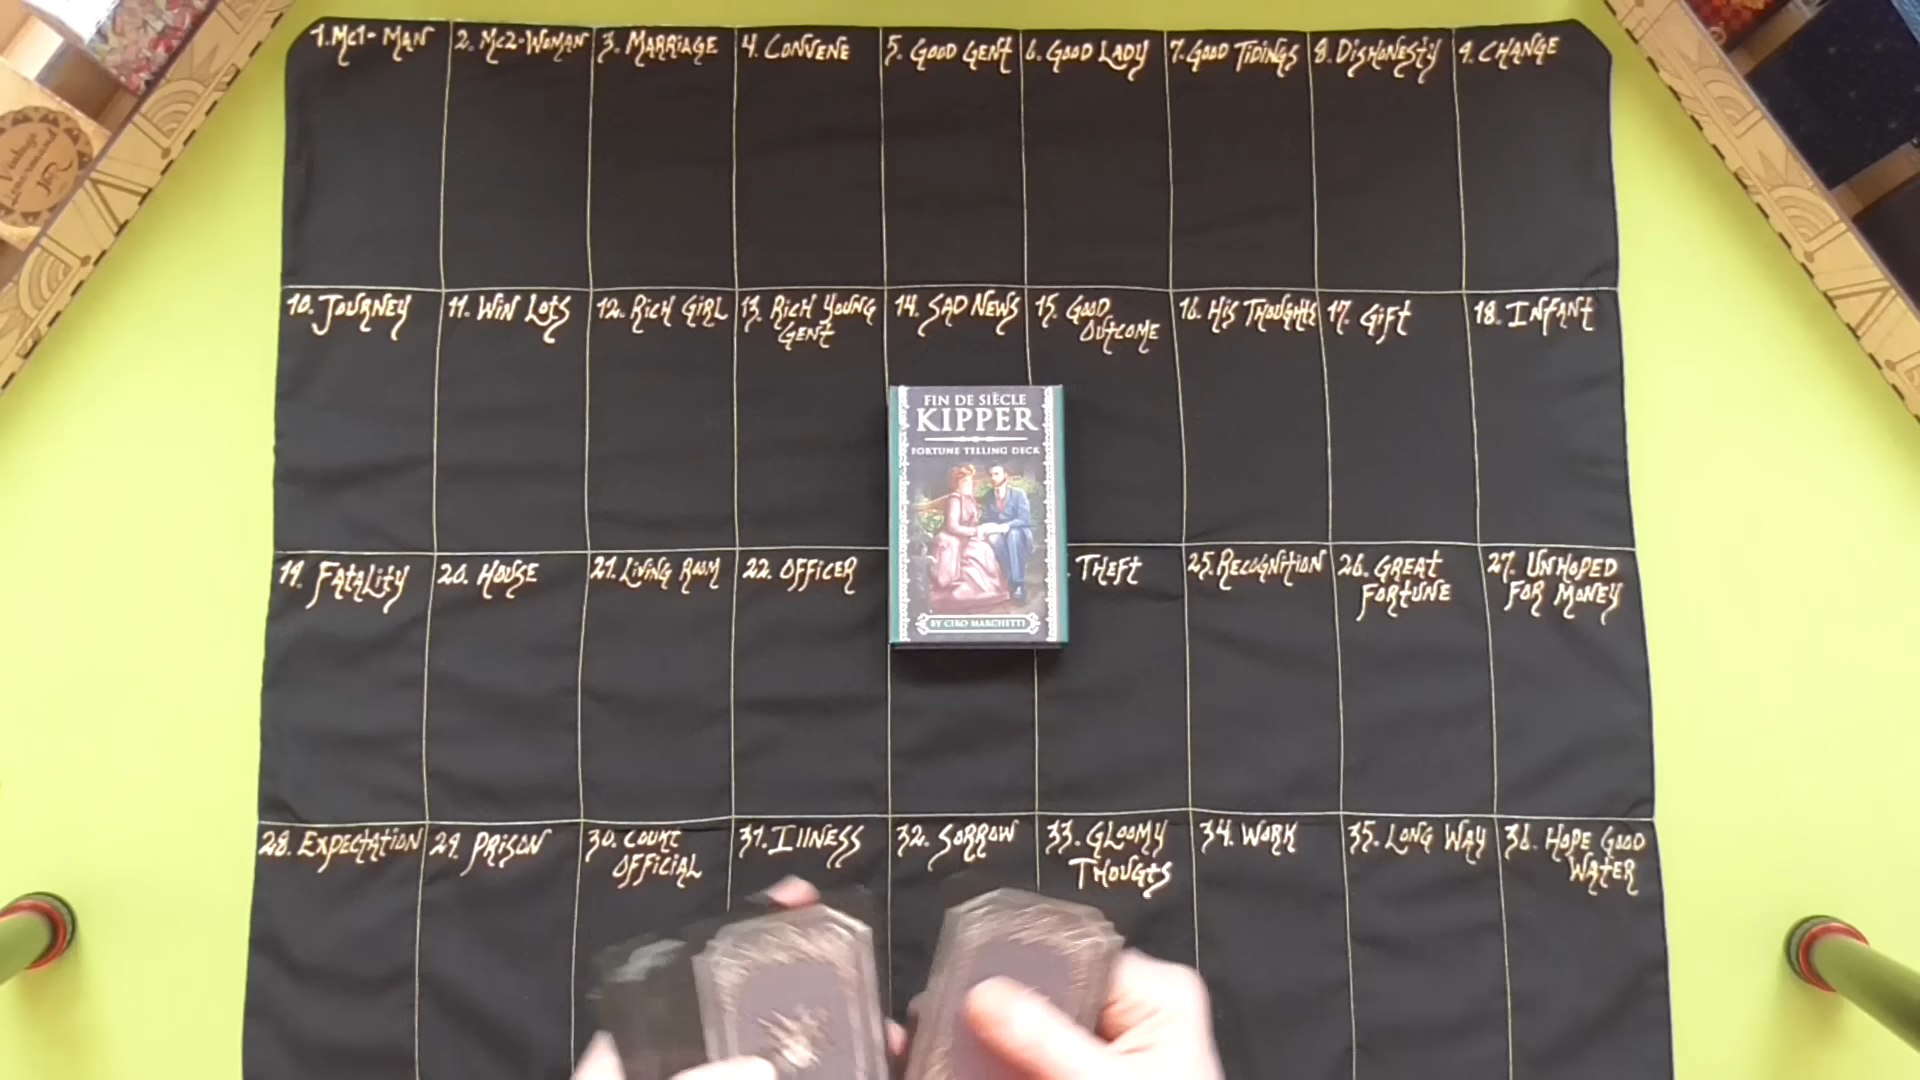 1. Mc1- MAN
2. Mc2-WOMAN
3. MARRIAGE
4. CONVENE
5. GOOD GENT
6. GOOD LADY
7. GOOD TIDINGS
8. DISHONESTY
9. CHANGE
10. JOURNEY
11. WIN LOTS
12. RICH GIRL
13. RICH YOUNG
GENT
14. SAD NEWS
15. GOOD
OUTCOME
16. HIS THOUGHTS
17. GIFT
18. INFANT
FIN DE SIÈCLE
KIPPER
FORTUNE TELLING DECK
BY CIRO MARCHETTI
19. FATALITY
20. HOUSE
21. LIVING ROOM
22. OFFICER
THEFT
25. RECOGNITION
26. GREAT
FORTUNE
27. UNHOPED
FOR MONEY
28. EXPECTATION
29. PRISON
30. COURT
OFFICIAL
31. ILLNESS
32. SORROW
33. GLOOMY
THOUGTS
34. WORK
35. LONG WAY
36. HOPE GOOD
WATER